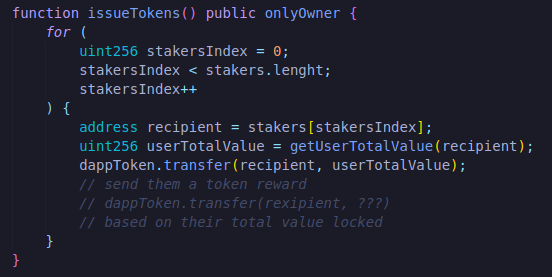 function issueTokens() public onlyOwner {
for (
uint256 stakersIndex = 0;
stakersIndex < stakers.lenght;
stakersIndex++
) {
address recipient = stakers[stakersIndex];
uint256 userTotalValue = getUserTotalValue(recipient);
dappToken.transfer(recipient, userTotalValue);
// send them a token reward
// dappToken.transfer(rexipient, ???)
// based on their total value locked
}
}